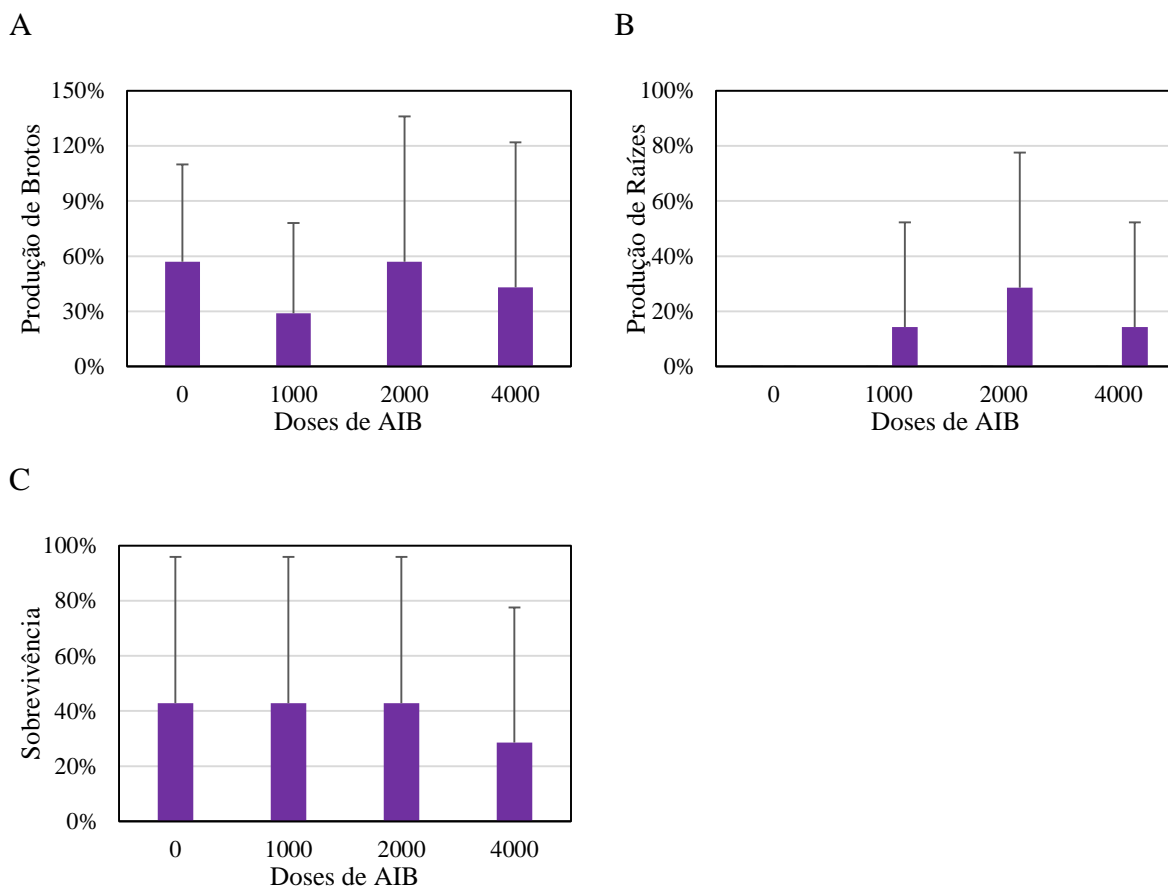 A
Produção de Brotos
150%
120%
90%
60%
30%
0%
0 1000 2000 4000
Doses de AIB
B
Produção de Raízes
100%
80%
60%
40%
20%
0%
0 1000 2000 4000
Doses de AIB
C
Sobrevivência
100%
80%
60%
40%
20%
0%
0 1000 2000 4000
Doses de AIB